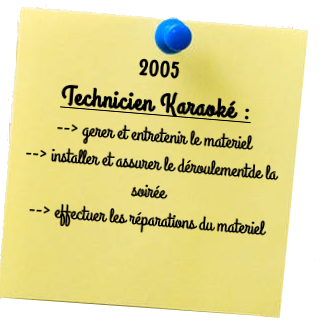 2005
Technicien Karaoké :
--> gerer et entretenir le materiel
--> installer et assurer le déroulementde la
soirée
--> effectuer les réparations du materiel